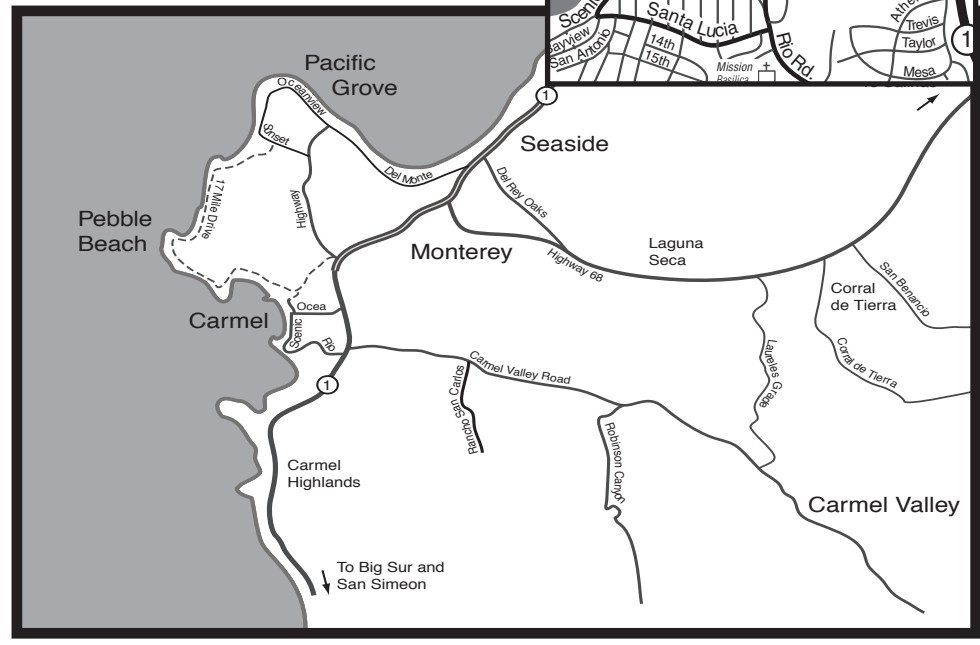 Scenic
Santa Lucia
Bayview
San Antonio
14th
15th
Mission
Basilica
Rio Rd.
Trevis
Taylor
Mesa
1
Pacific
Grove
Oceanview
Sunset
1
Seaside
Del Monte
Del Rey Oaks
17 Mile Drive
Highway
Pebble
Beach
Monterey
Highway 68
Laguna
Seca
San Benancio
Corral
de Tierra
Corral de Tierra
Ocea
Carmel
Scenic
Rio
Laureles Grade
Carmel Valley Road
1
Rancho San Carlos
Robinson Canyon
Carmel
Highlands
Carmel Valley
To Big Sur and
San Simeon